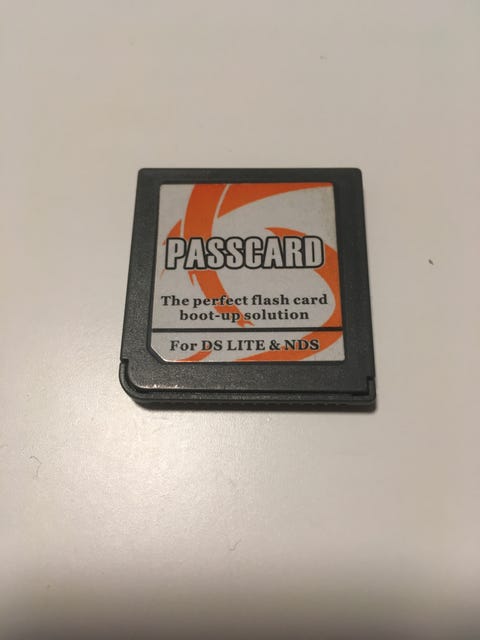 PASSCARD
The perfect flash card
boot-up solution
For DS LITE & NDS